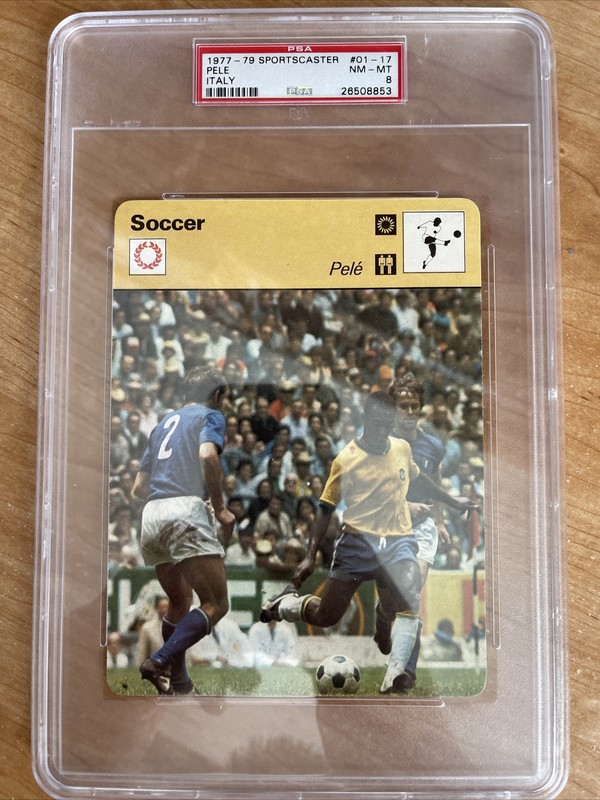 PSA
1977-79 SPORTSCASTER #01-17
PELE NM-MT
ITALY 8
PSA 26508853
Soccer
Pelé
2